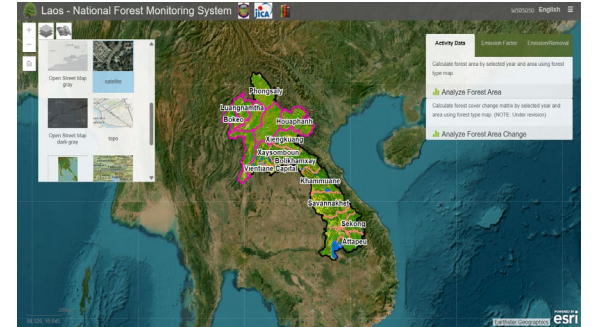 Laos - National Forest Monitoring System
jica
English
Open Street Map
gray
satellite
Open Street Map
dark gray
topo
Phongsaly
Luangnamtha
Bokeo
Houaphanh
Xiengkuang
Xaysomboun
Bolikhamxay
Vientiane Capital
Khammuane
Savannakhet
Sekong
Attapeu
Activity Data
Emission Factor
Emission/Removal
Calculate forest area by selected year and area using forest
type map.
Analyze Forest Area
Calculate forest cover change matrix by selected year and
area using forest type map. (NOTE: Under revision)
Analyze Forest Area Change
Earthstar Geographics
POWERED BY
esri